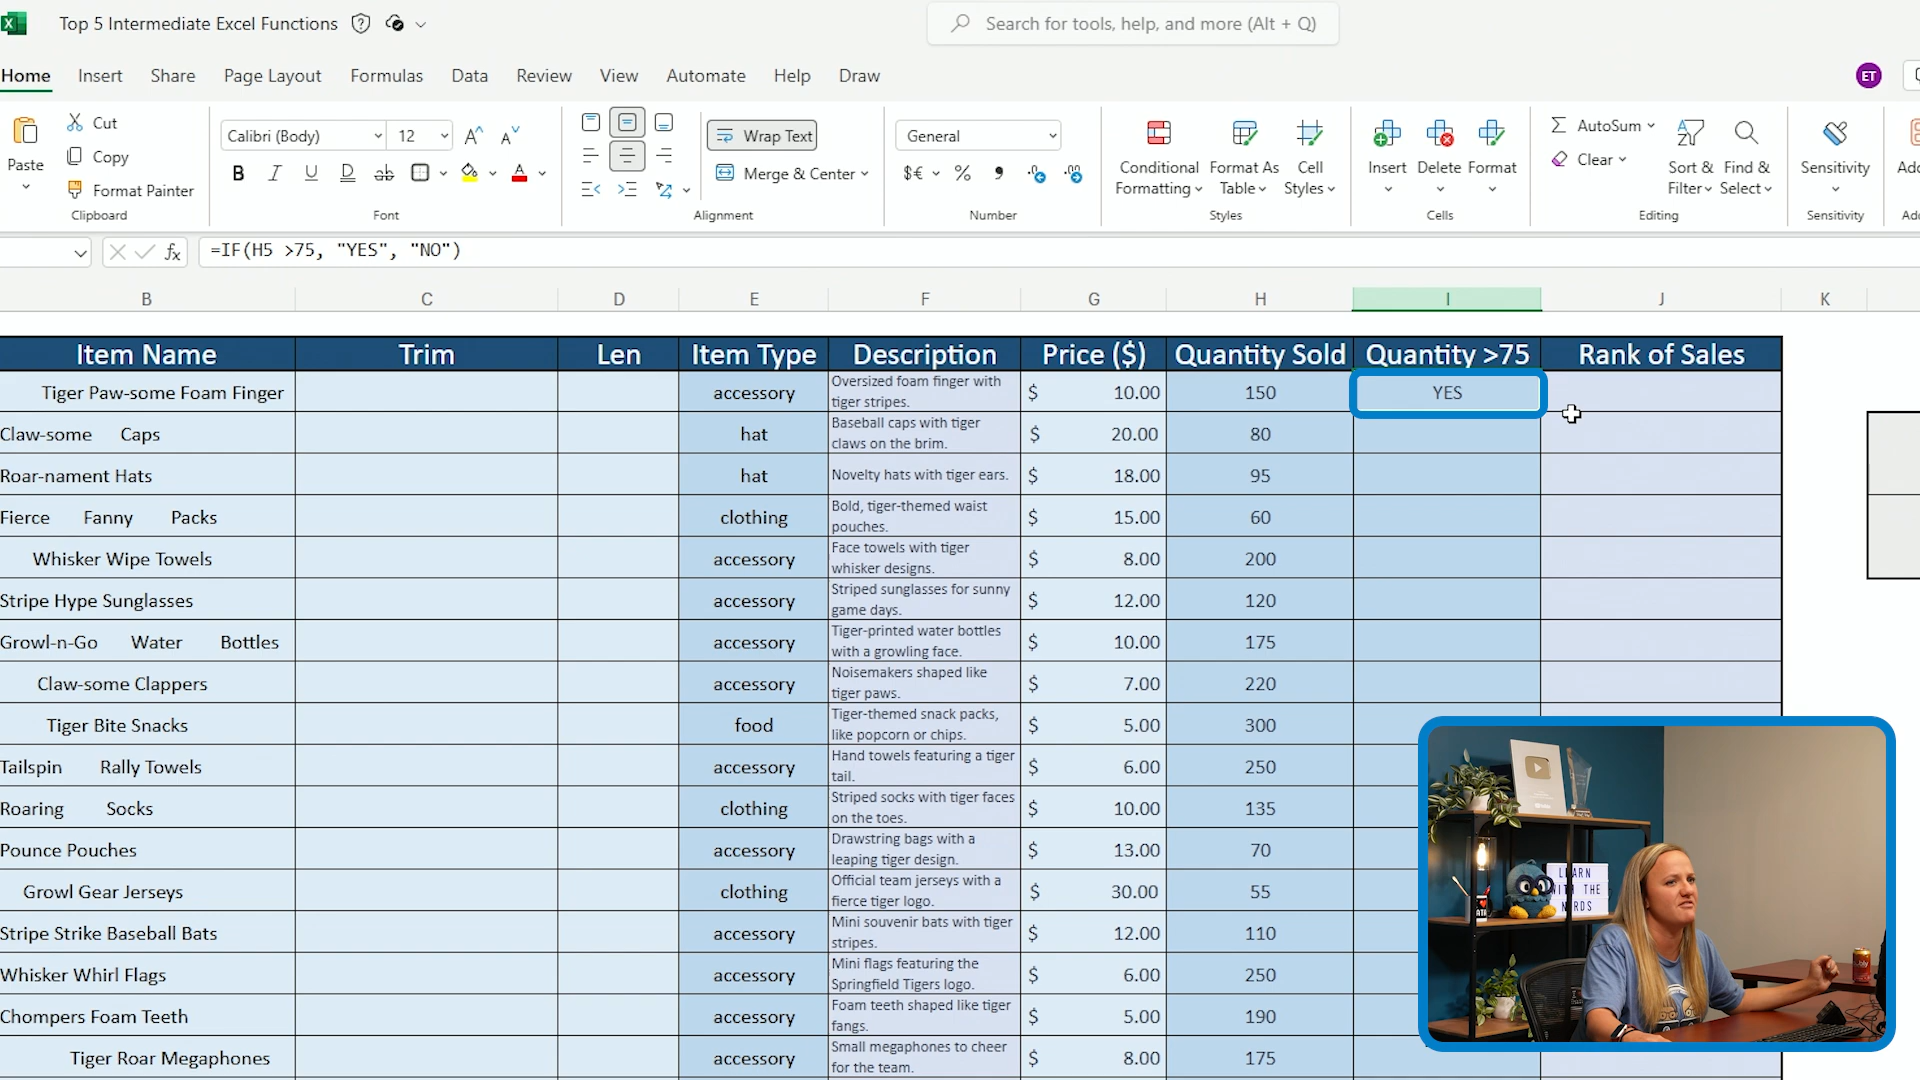 Top 5 Intermediate Excel Functions
Search for tools, help, and more (Alt + Q)
Home Insert Share Page Layout Formulas Data Review View Automate Help Draw
ET
Paste
Cut
Copy
Format Painter
Clipboard
Calibri (Body) 12
B I U D ab
Font
Wrap Text
Merge & Center
Alignment
General
$€ % 9
Number
Conditional Formatting
Format As Table
Cell Styles
Styles
Insert Delete Format
Cells
AutoSum
Clear
Sort & Filter
Find & Select
Editing
Sensitivity
Sensitivity
fx =IF(H5 >75, "YES", "NO")
B C D E F G H I J K
Item Name Trim Len Item Type Description Price ($) Quantity Sold Quantity >75 Rank of Sales
Tiger Paw-some Foam Finger accessory Oversized foam finger with tiger stripes. $ 10.00 150 YES
Claw-some Caps hat Baseball caps with tiger claws on the brim. $ 20.00 80
Roar-nament Hats hat Novelty hats with tiger ears. $ 18.00 95
Fierce Fanny Packs clothing Bold, tiger-themed waist pouches. $ 15.00 60
Whisker Wipe Towels accessory Face towels with tiger whisker designs. $ 8.00 200
Stripe Hype Sunglasses accessory Striped sunglasses for sunny game days. $ 12.00 120
Growl-n-Go Water Bottles accessory Tiger-printed water bottles with a growling face. $ 10.00 175
Claw-some Clappers accessory Noisemakers shaped like tiger paws. $ 7.00 220
Tiger Bite Snacks food Tiger-themed snack packs, like popcorn or chips. $ 5.00 300
Tailspin Rally Towels accessory Hand towels featuring a tiger tail. $ 6.00 250
Roaring Socks clothing Striped socks with tiger faces on the toes. $ 10.00 135
Pounce Pouches accessory Drawstring bags with a leaping tiger design. $ 13.00 70
Growl Gear Jerseys clothing Official team jerseys with a fierce tiger logo. $ 30.00 55
Stripe Strike Baseball Bats accessory Mini souvenir bats with tiger stripes. $ 12.00 110
Whisker Whirl Flags accessory Mini flags featuring the Springfield Tigers logo. $ 6.00 250
Chompers Foam Teeth accessory Foam teeth shaped like tiger fangs. $ 5.00 190
Tiger Roar Megaphones accessory Small megaphones to cheer for the team. $ 8.00 175